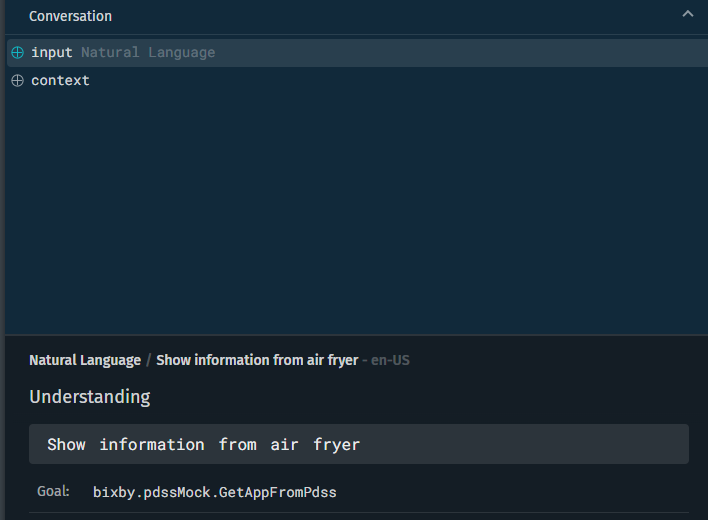 Conversation
input Natural Language
context
Natural Language / Show information from air fryer - en-US
Understanding
Show information from air fryer
Goal: bixby.pdssMock.GetAppFromPdss